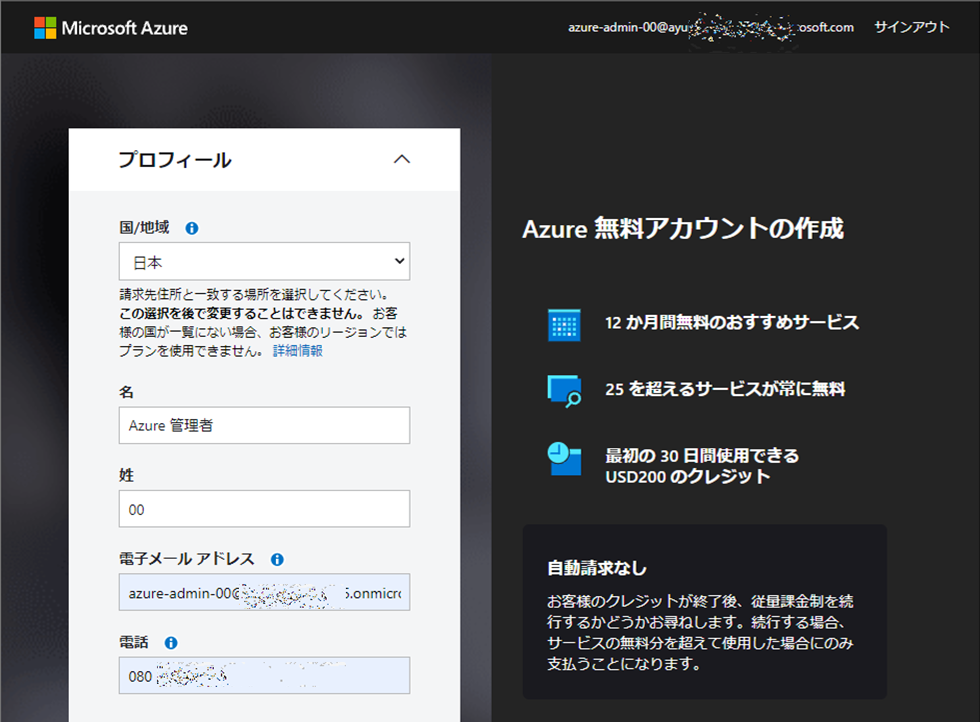 Microsoft Azure
azure-admin-00@ayu osoft.com サインアウト
プロフィール
国/地域
日本
請求先住所と一致する場所を選択してください。
この選択を後で変更することはできません。 お客
様の国が一覧にない場合、お客様のリージョンでは
プランを使用できません。 詳細情報
名
Azure 管理者
姓
00
電子メール アドレス
azure-admin-00@ 5.onmicro
電話
080
Azure 無料アカウントの作成
12 か月間無料のおすすめサービス
25 を超えるサービスが常に無料
最初の 30 日間使用できる
USD200 のクレジット
自動請求なし
お客様のクレジットが終了後、従量課金制を続
行するかどうかお尋ねします。続行する場合、
サービスの無料分を超えて使用した場合にのみ
支払うことになります。